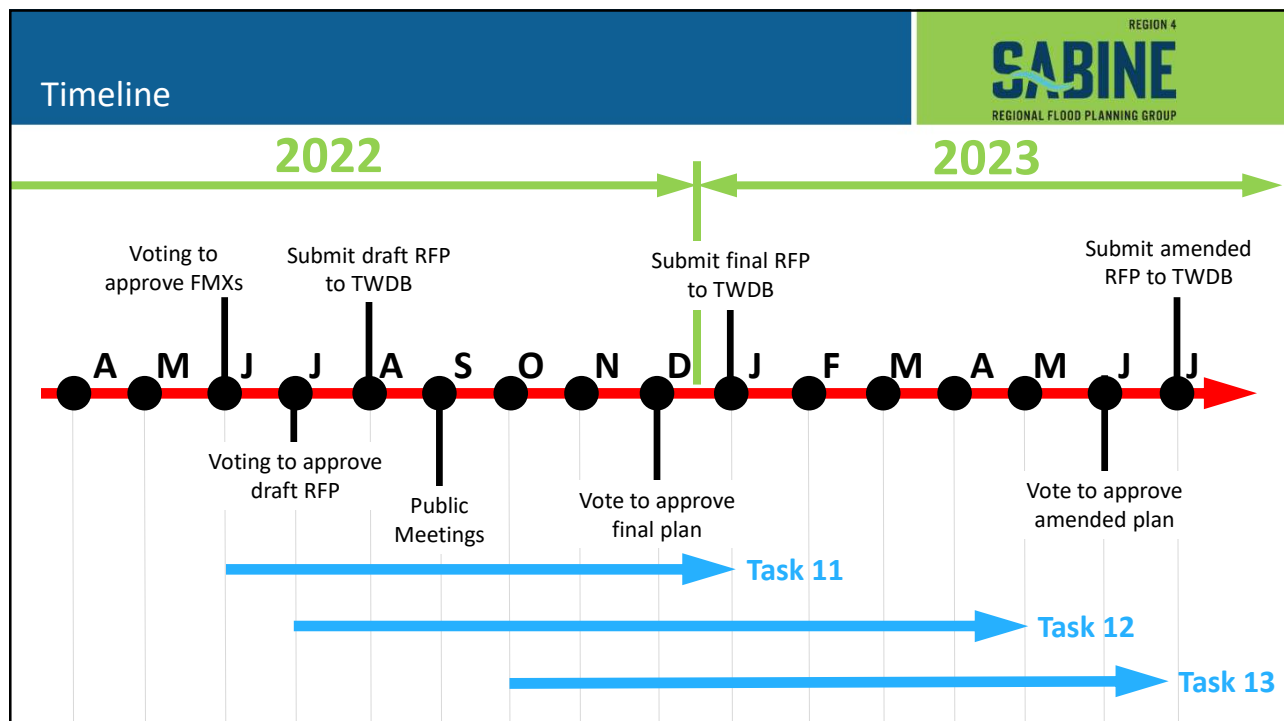 REGION 4
SABINE
REGIONAL FLOOD PLANNING GROUP
Timeline
2022
2023
Voting to
approve FMXs
Submit draft RFP
to TWDB
Submit final RFP
to TWDB
Submit amended
RFP to TWDB
A M J J A S O N D J F M A M J J
Voting to approve
draft RFP
Public
Meetings
Vote to approve
final plan
Vote to approve
amended plan
Task 11
Task 12
Task 13